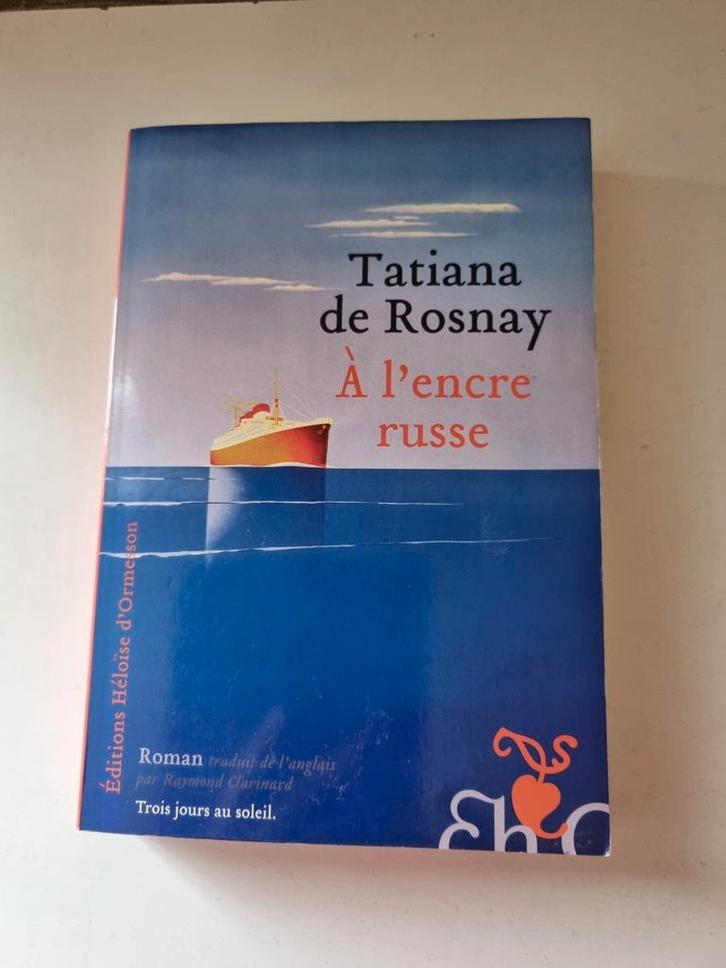 Tatiana
de Rosnay
À l'encre
russe
Éditions Héloïse d'Ormesson
Roman traduit de l'anglais
par Raymond Clarinard
Trois jours au soleil.